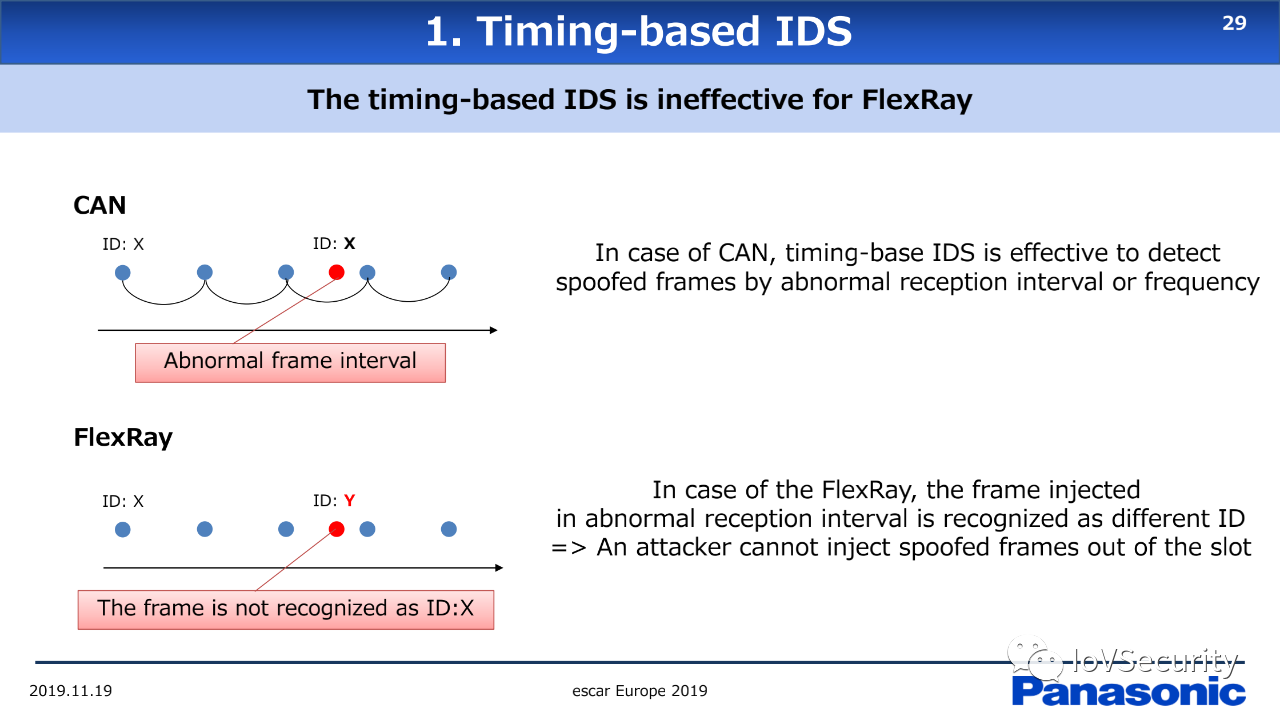 1. Timing-based IDS
29
The timing-based IDS is ineffective for FlexRay
CAN
ID: X
ID: X
Abnormal frame interval
In case of CAN, timing-base IDS is effective to detect
spoofed frames by abnormal reception interval or frequency
FlexRay
ID: X
ID: Y
The frame is not recognized as ID:X
In case of the FlexRay, the frame injected
in abnormal reception interval is recognized as different ID
=> An attacker cannot inject spoofed frames out of the slot
IoVSecurity
2019.11.19
escar Europe 2019
Panasonic